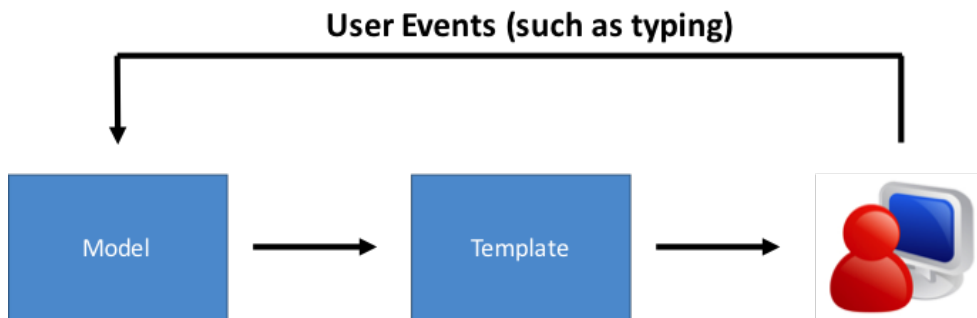 User Events (such as typing)
Model
Template